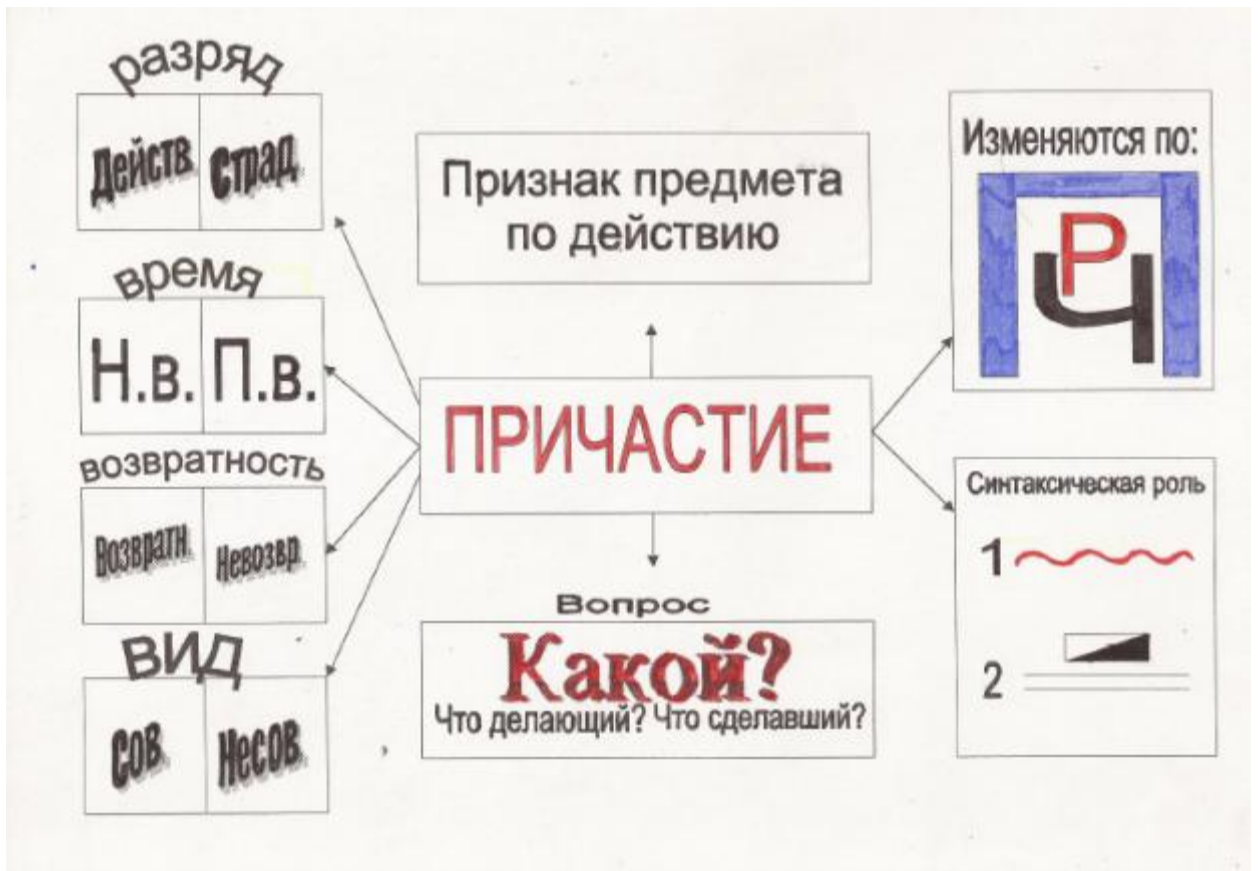 разряд
Действ. Страд.
время
Н.в. П.в.
возвратность
Возвратн. Невозвр.
ВИД
Сов. Несов.
Признак предмета
по действию
ПРИЧАСТИЕ
Вопрос
Какой?
Что делающий? Что сделавший?
Изменяются по:
П Р Ч
Синтаксическая роль
1
2